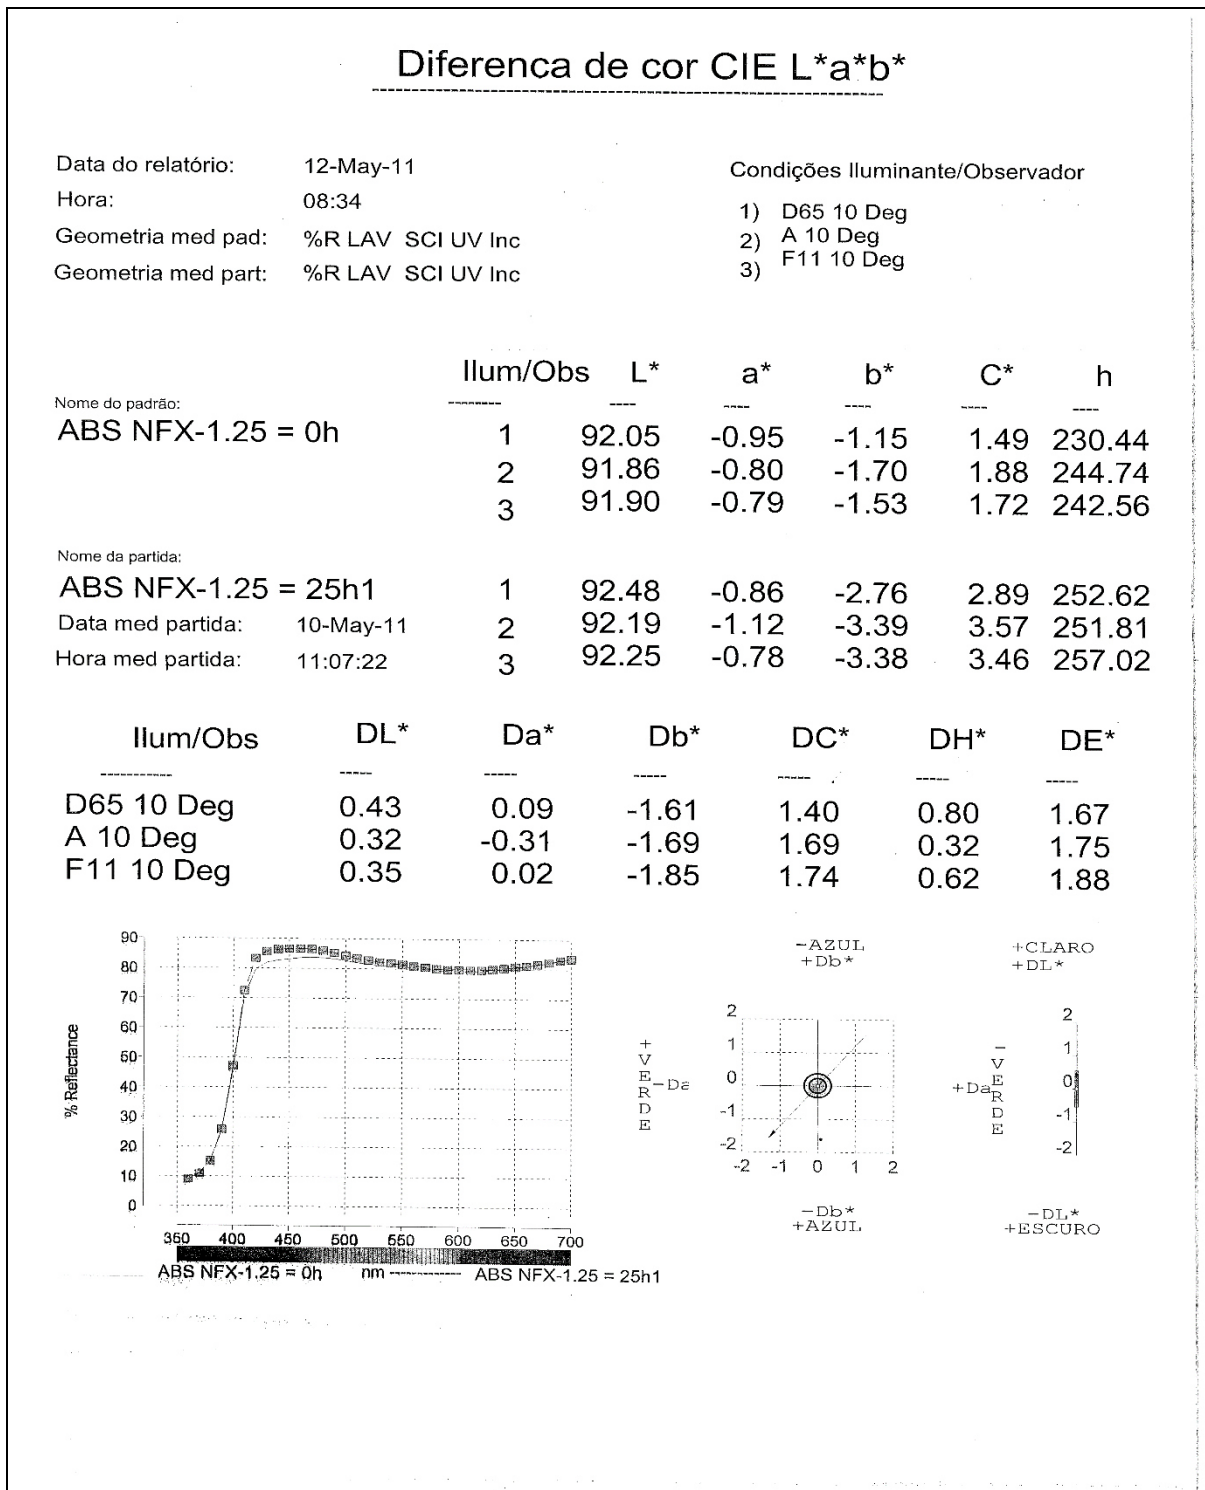 Diferenca de cor CIE L*a*b*
Data do relatório: 12-May-11
Hora: 08:34
Geometria med pad: %R LAV SCI UV Inc
Geometria med part: %R LAV SCI UV Inc
Condições Iluminante/Observador
1) D65 10 Deg
2) A 10 Deg
3) F11 10 Deg
Ilum/Obs L* a* b* C* h
Nome do padrão:
ABS NFX-1.25 = 0h 1 92.05 -0.95 -1.15 1.49 230.44
2 91.86 -0.80 -1.70 1.88 244.74
3 91.90 -0.79 -1.53 1.72 242.56
Nome da partida:
ABS NFX-1.25 = 25h1 1 92.48 -0.86 -2.76 2.89 252.62
Data med partida: 10-May-11 2 92.19 -1.12 -3.39 3.57 251.81
Hora med partida: 11:07:22 3 92.25 -0.78 -3.38 3.46 257.02
Ilum/Obs DL* Da* Db* DC* DH* DE*
D65 10 Deg 0.43 0.09 -1.61 1.40 0.80 1.67
A 10 Deg 0.32 -0.31 -1.69 1.69 0.32 1.75
F11 10 Deg 0.35 0.02 -1.85 1.74 0.62 1.88
% Reflectance
90
80
70
60
50
40
30
20
10
0
350 400 450 500 550 600 650 700
ABS NFX-1.25 = 0h nm ------------ ABS NFX-1.25 = 25h1
-AZUL
+Db*
+VERDE
-Da
2
1
0
-1
-2
-2 -1 0 1 2
+Da
-VERDE
-Db*
+AZUL
+CLARO
+DL*
2
1
0
-1
-2
-DL*
+ESCURO